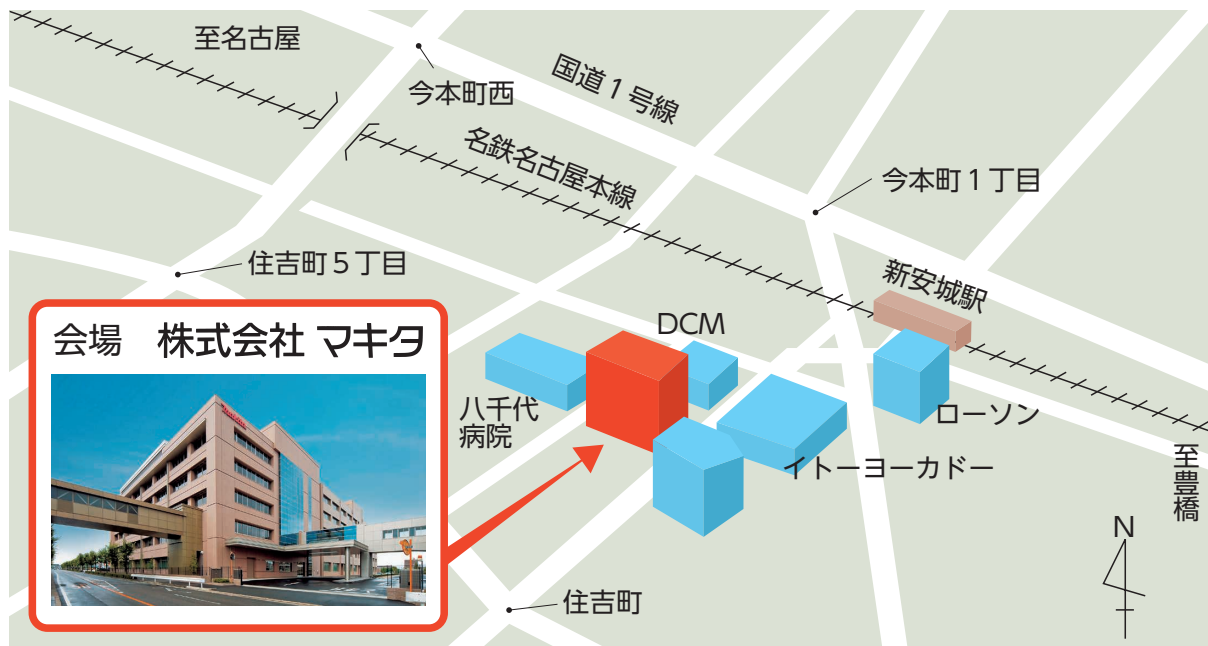 至名古屋
今本町西
国道1号線
名鉄名古屋本線
今本町1丁目
住吉町5丁目
新安城駅
会場　株式会社 マキタ
DCM
八千代
病院
ローソン
イトーヨーカドー
至豊橋
N
住吉町